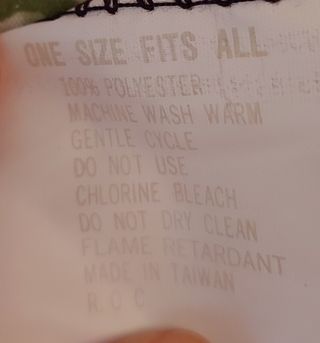 ONE SIZE FITS ALL
100% POLYESTER
MACHINE WASH WARM
GENTLE CYCLE
DO NOT USE
CHLORINE BLEACH
DO NOT DRY CLEAN
FLAME RETARDANT
MADE IN TAIWAN
R O C